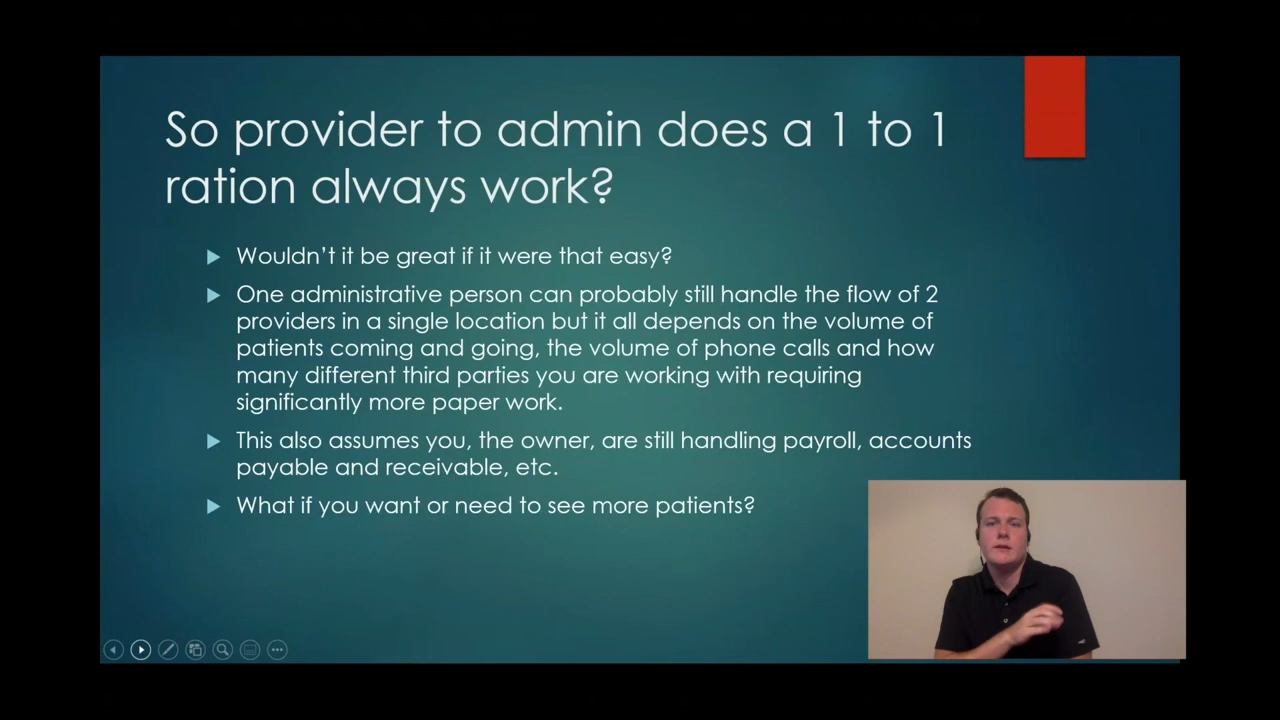 So provider to admin does a 1 to 1
ration always work?
Wouldn't it be great if it were that easy?
One administrative person can probably still handle the flow of 2
providers in a single location but it all depends on the volume of
patients coming and going, the volume of phone calls and how
many different third parties you are working with requiring
significantly more paper work.
This also assumes you, the owner, are still handling payroll, accounts
payable and receivable, etc.
What if you want or need to see more patients?